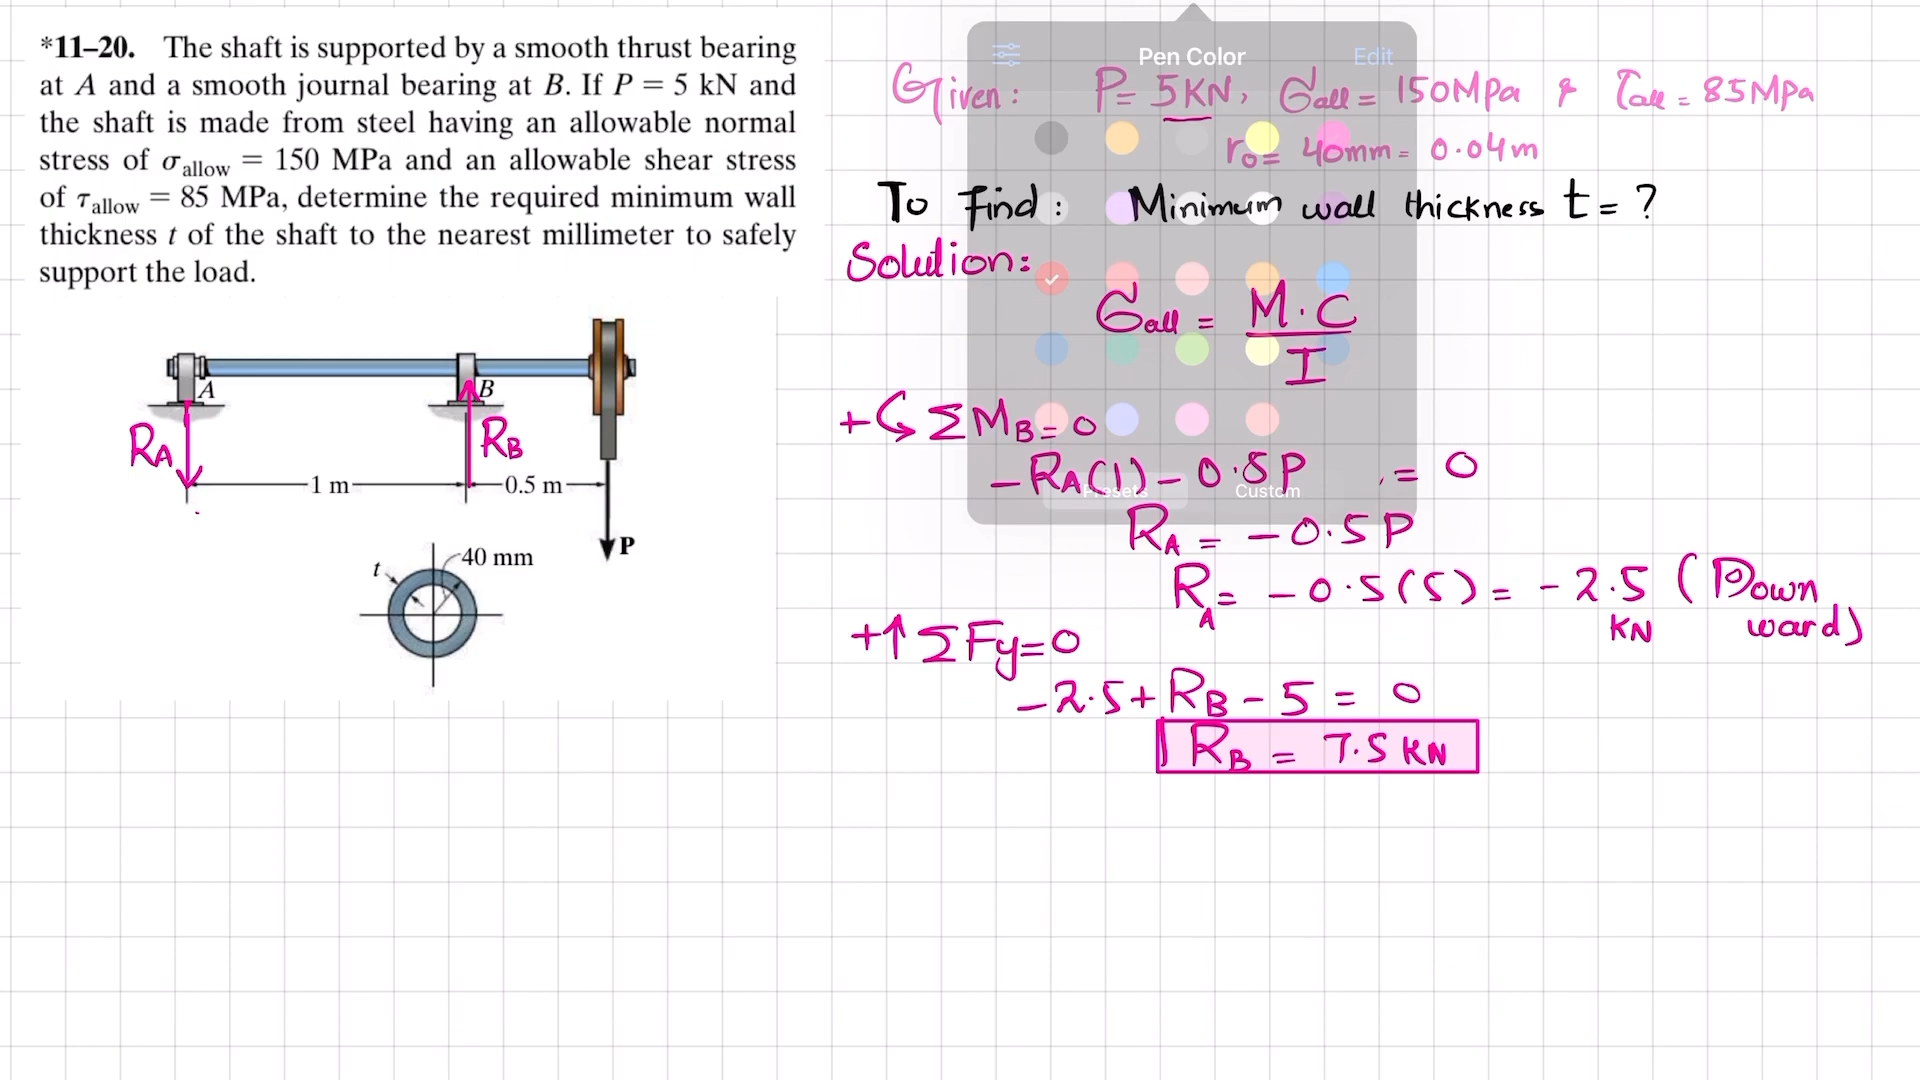 *11–20. The shaft is supported by a smooth thrust bearing
at A and a smooth journal bearing at B. If P = 5 kN and
the shaft is made from steel having an allowable normal
stress of σallow = 150 MPa and an allowable shear stress
of τallow = 85 MPa, determine the required minimum wall
thickness t of the shaft to the nearest millimeter to safely
support the load.
A
B
RA
RB
1 m
0.5 m
P
t
40 mm
Pen Color
Edit
Given: P= 5KN, σall = 150MPa & τall = 85MPa
ro= 40mm= 0.04m
To Find: Minimum wall thickness t= ?
Solution:
σall = M.C
I
+ ΣMB=0
-RA(1) - 0.5P = 0
Presets
Custom
RA = -0.5P
RA= -0.5(5) = -2.5 (Down
KN ward)
+↑ΣFy=0
-2.5+RB-5 = 0
RB = 7.5 KN